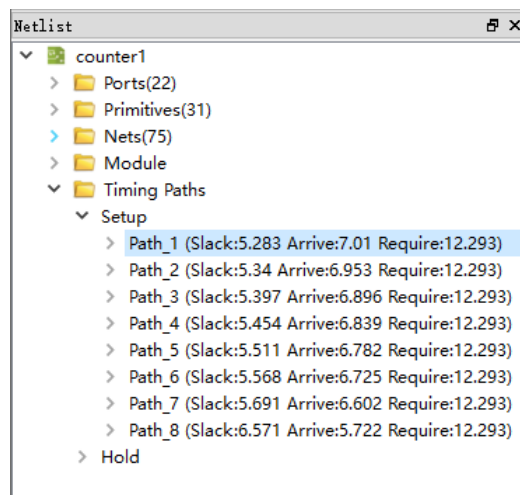 Netlist
counter1
Ports(22)
Primitives(31)
Nets(75)
Module
Timing Paths
Setup
Path_1 (Slack:5.283 Arrive:7.01 Require:12.293)
Path_2 (Slack:5.34 Arrive:6.953 Require:12.293)
Path_3 (Slack:5.397 Arrive:6.896 Require:12.293)
Path_4 (Slack:5.454 Arrive:6.839 Require:12.293)
Path_5 (Slack:5.511 Arrive:6.782 Require:12.293)
Path_6 (Slack:5.568 Arrive:6.725 Require:12.293)
Path_7 (Slack:5.691 Arrive:6.602 Require:12.293)
Path_8 (Slack:6.571 Arrive:5.722 Require:12.293)
Hold